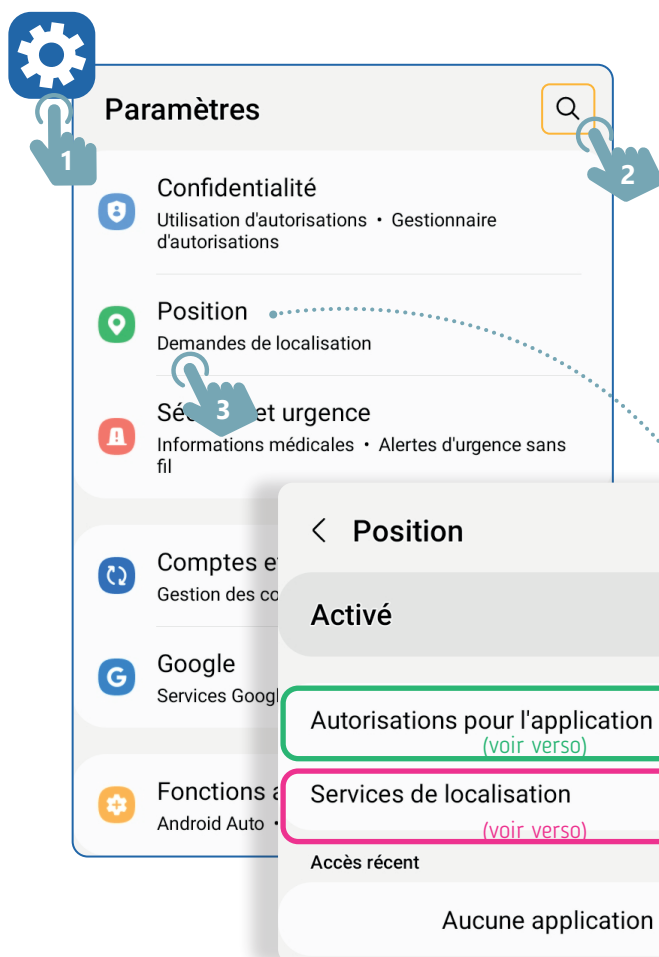 Paramètres
1
2
Confidentialité
Utilisation d'autorisations • Gestionnaire
d'autorisations
Position
Demandes de localisation
3
et urgence
Informations médicales • Alertes d'urgence sans
fil
Comptes e
Gestion des co
Google
Services Googl
Fonctions a
Android Auto •
Position
Activé
Autorisations pour l'application
(voir verso)
Services de localisation
(voir verso)
Accès récent
Aucune application